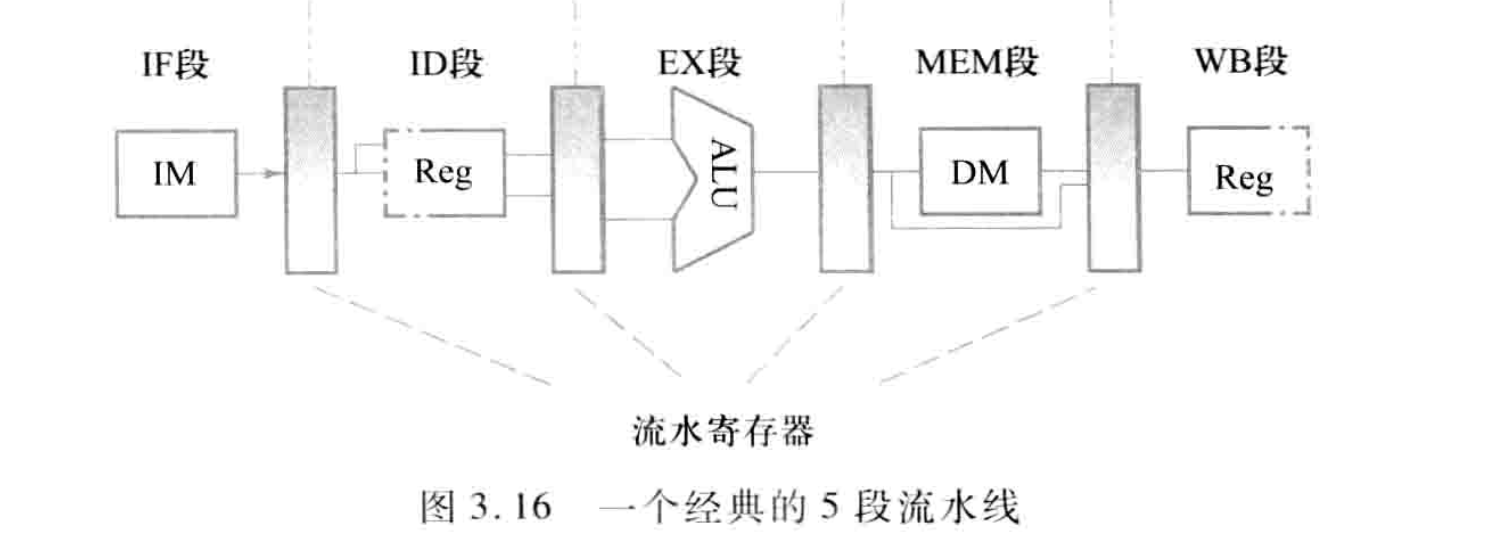 IF段 ID段 EX段 MEM段 WB段
IM Reg ALU DM Reg
流水寄存器
图 3.16 一个经典的 5 段流水线